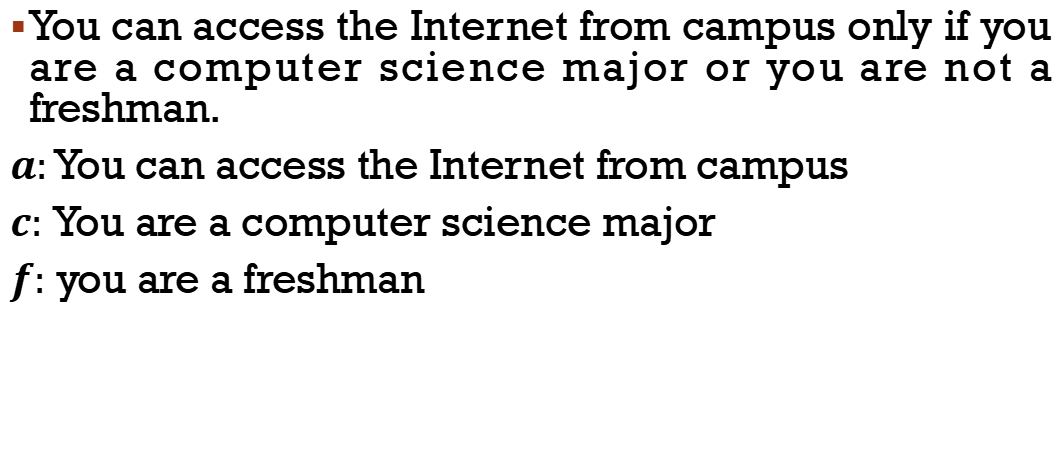 ▪You can access the Internet from campus only if you
are a computer science major or you are not a
freshman.
a: You can access the Internet from campus
c: You are a computer science major
f: you are a freshman